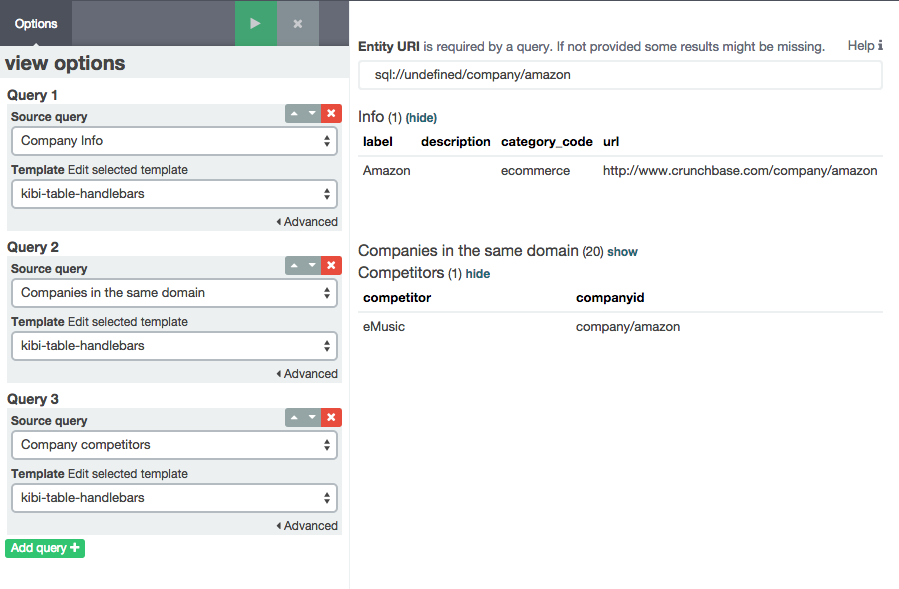 Options
view options
Query 1
Source query
Company Info
Template Edit selected template
kibi-table-handlebars
Advanced
Query 2
Source query
Companies in the same domain
Template Edit selected template
kibi-table-handlebars
Advanced
Query 3
Source query
Company competitors
Template Edit selected template
kibi-table-handlebars
Advanced
Add query
Entity URI is required by a query. If not provided some results might be missing. Help
sql://undefined/company/amazon
Info (1) (hide)
label description category_code url
Amazon ecommerce http://www.crunchbase.com/company/amazon
Companies in the same domain (20) show
Competitors (1) hide
competitor companyid
eMusic company/amazon